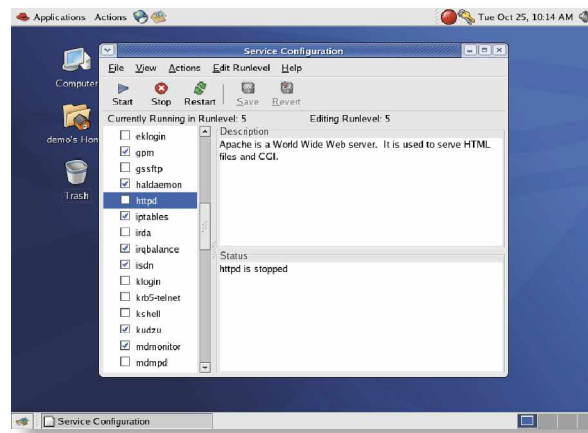 Applications Actions Tue Oct 25, 10:14 AM
Computer
demo's Hon
Trash
Service Configuration
File View Actions Edit Runlevel Help
Start Stop Restart Save Revert
Currently Running in Runlevel: 5 Editing Runlevel: 5
eklogin
gpm
gssftp
haldaemon
httpd
iptables
irda
irqbalance
isdn
klogin
krb5-telnet
kshell
kudzu
mdmonitor
mdmpd
Description
Apache is a World Wide Web server. It is used to serve HTML
files and CGI.
Status
httpd is stopped
Service Configuration